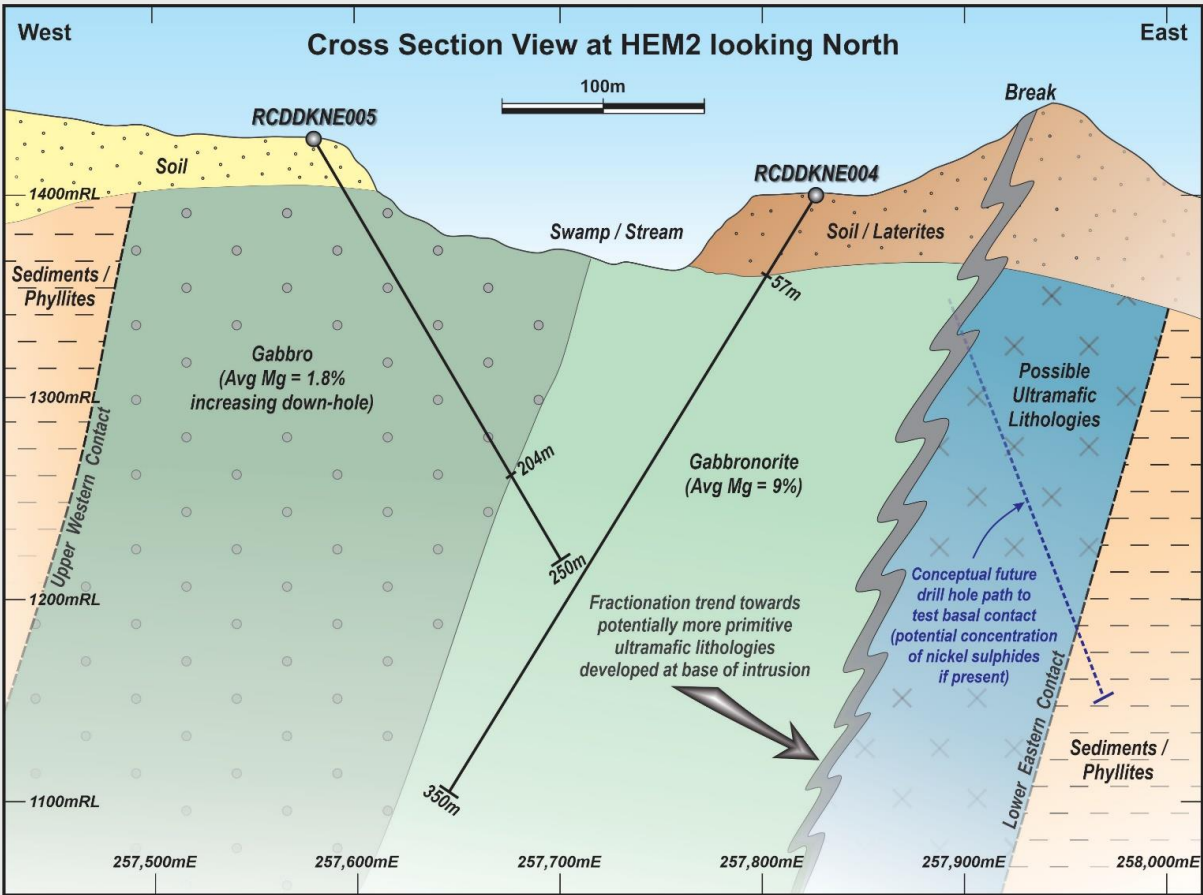 West
East
Cross Section View at HEM2 looking North
100m
Break
RCDDKNE005
RCDDKNE004
Soil
1400mRL
Swamp / Stream
Soil / Laterites
57m
Sediments /
Phyllites
Gabbro
(Avg Mg = 1.8%
increasing down-hole)
1300mRL
Possible
Ultramafic
Lithologies
Upper Western Contact
204m
Gabbronorite
(Avg Mg = 9%)
250m
1200mRL
Fractionation trend towards
potentially more primitive
ultramafic lithologies
developed at base of intrusion
Conceptual future
drill hole path to
test basal contact
(potential concentration
of nickel sulphides
if present)
Lower Eastern Contact
Sediments /
Phyllites
1100mRL
350m
257,500mE
257,600mE
257,700mE
257,800mE
257,900mE
258,000mE